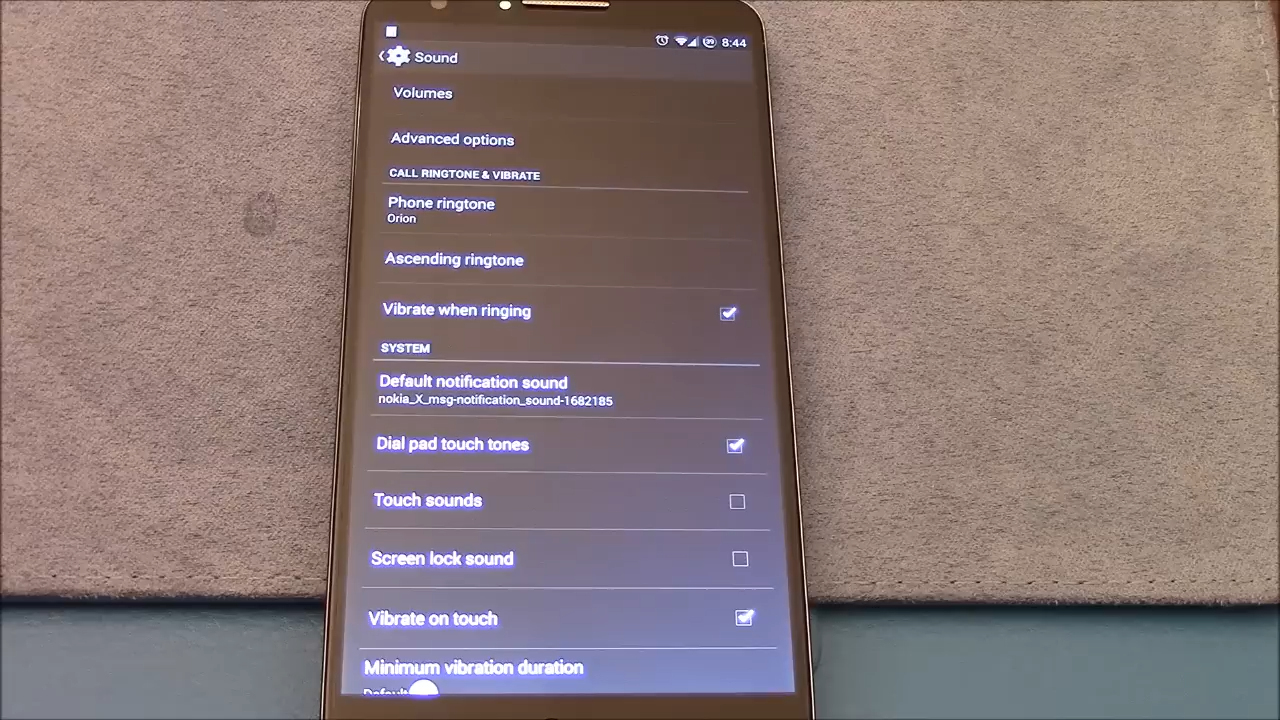 39 8:44
Sound
Volumes
Advanced options
CALL RINGTONE & VIBRATE
Phone ringtone
Orion
Ascending ringtone
Vibrate when ringing
SYSTEM
Default notification sound
nokia_X_msg-notification_sound-1682185
Dial pad touch tones
Touch sounds
Screen lock sound
Vibrate on touch
Minimum vibration duration
Default